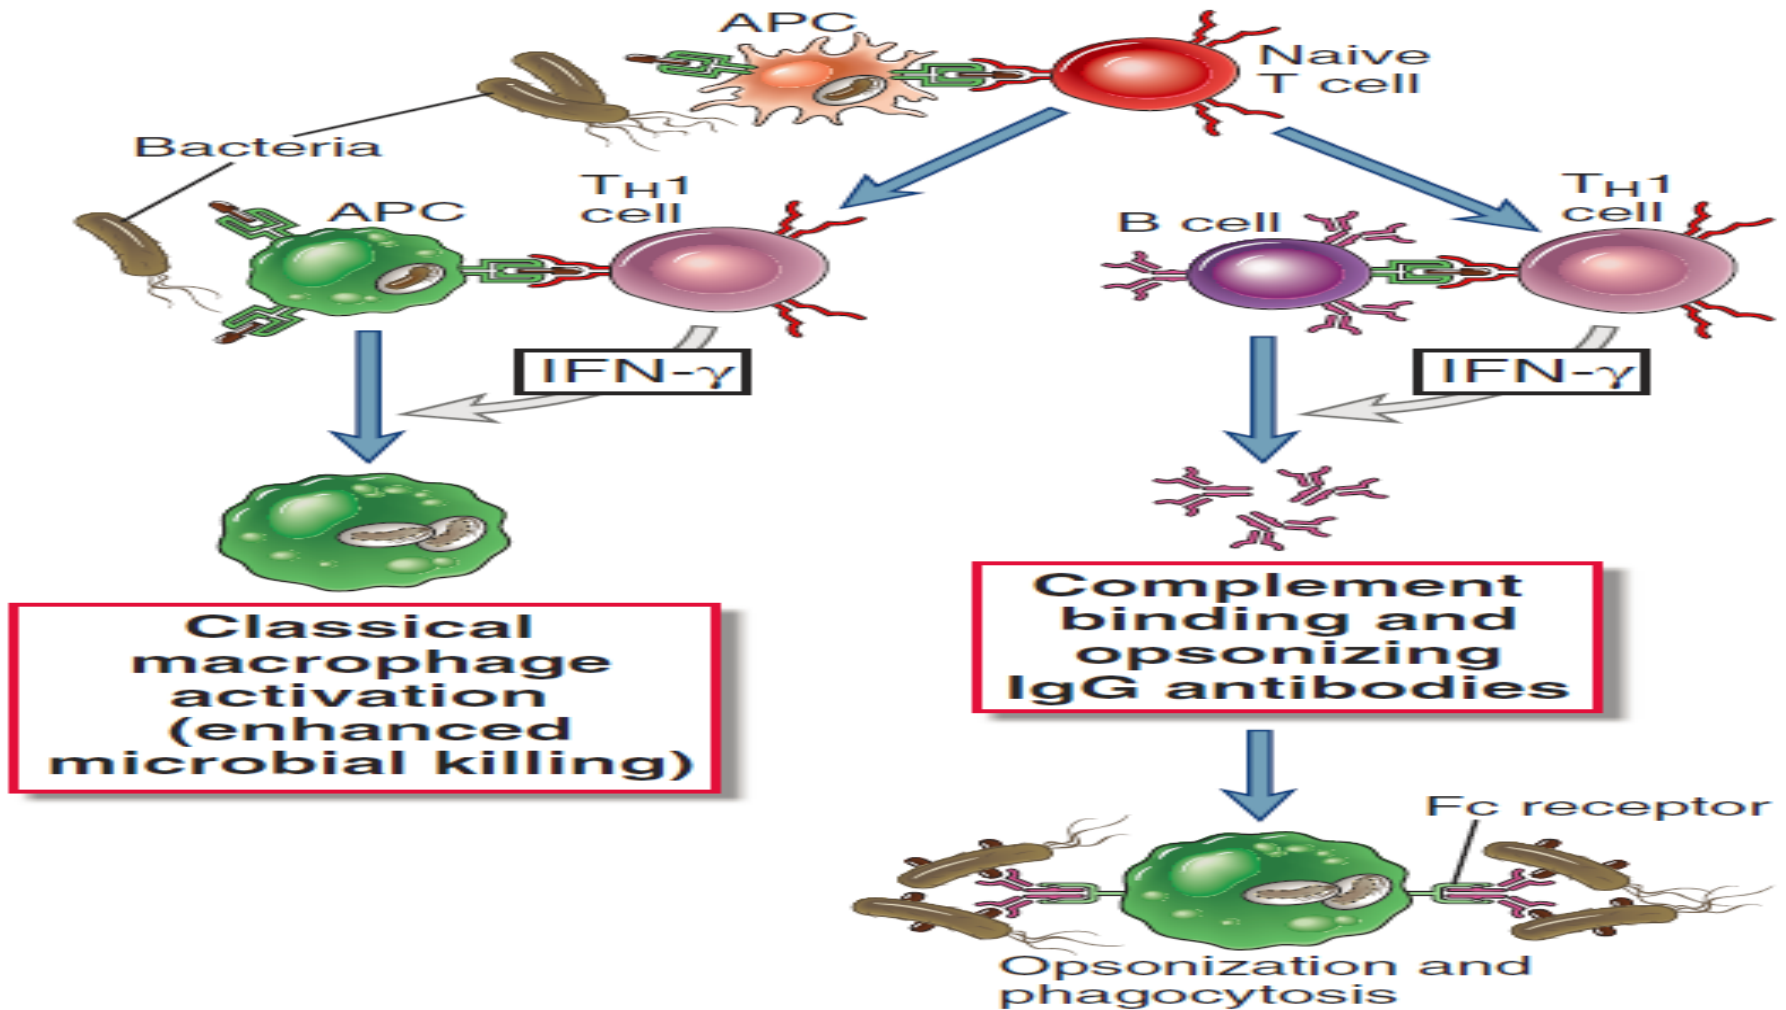 APC
Naive
T cell
Bacteria
APC
TH1
cell
B cell
TH1
cell
IFN-γ
IFN-γ
Classical
macrophage
activation
(enhanced
microbial killing)
Complement
binding and
opsonizing
IgG antibodies
Fc receptor
Opsonization and
phagocytosis